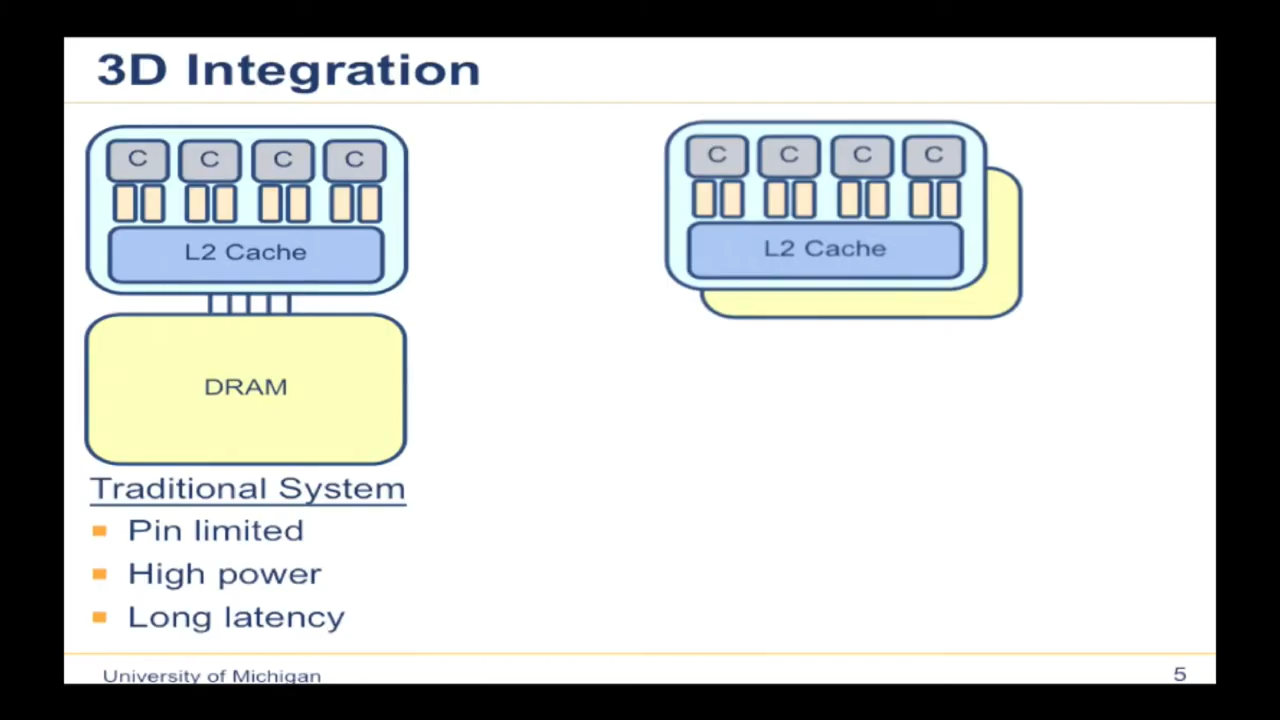 3D Integration
C C C C
L2 Cache
DRAM
Traditional System
Pin limited
High power
Long latency
C C C C
L2 Cache
University of Michigan
5